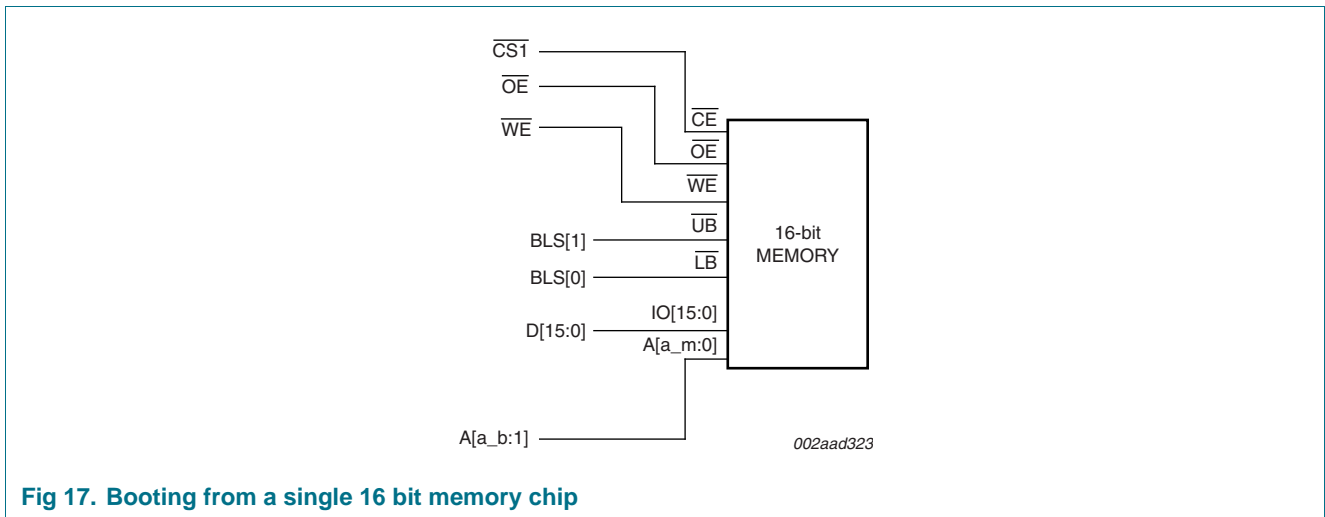 CS1
OE
WE
CE
OE
WE
UB
LB
BLS[1]
BLS[0]
IO[15:0]
D[15:0]
A[a_m:0]
A[a_b:1]
16-bit
MEMORY
002aad323
Fig 17. Booting from a single 16 bit memory chip